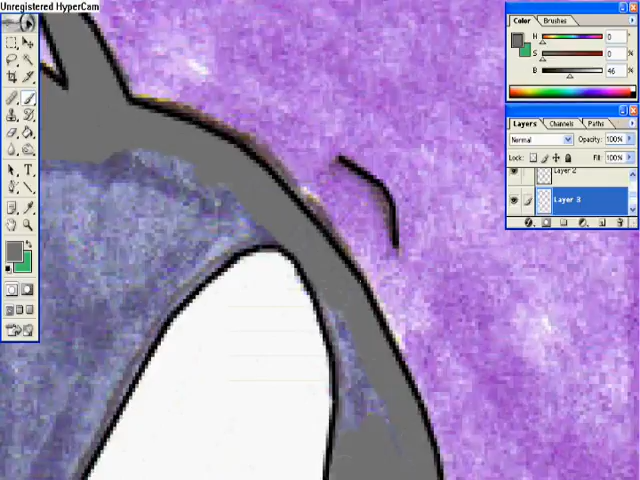 Unregistered HyperCam
Color
Brushes
H
0
°
S
0
%
B
46
%
Layers
Channels
Paths
Normal
Opacity: 100%
Lock:
Fill: 100%
Layer 2
Layer 3
T